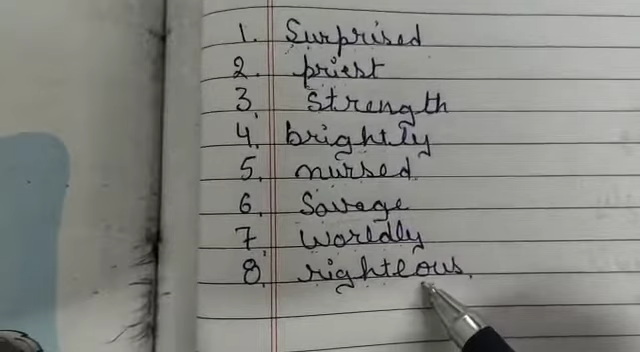 1. Surprised
2. priest
3. Strength
4. brightly
5. nursed
6. Savage
7. Worldly
8. righteous.